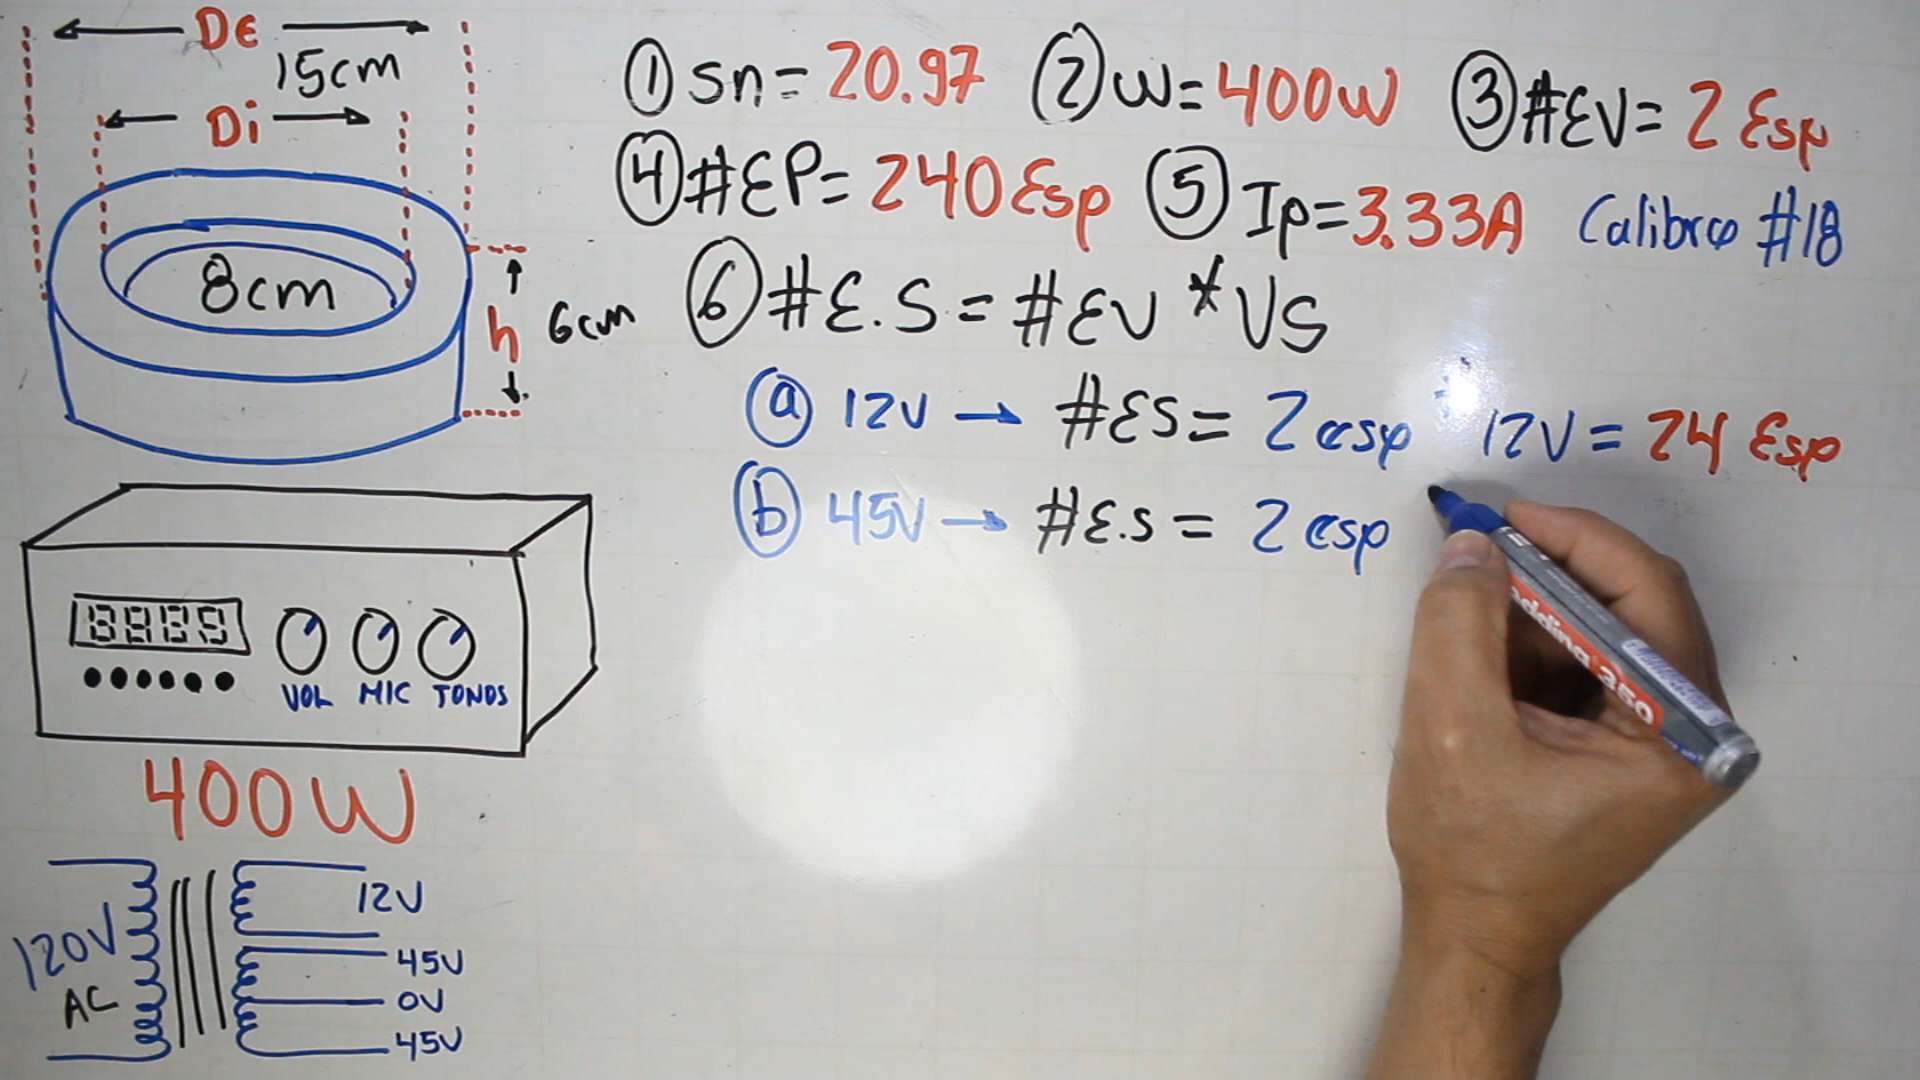 DE
15cm
Di
8cm
h 6cm
① Sn = 20.97 ② W = 400W ③ #EV = 2 Esp
④ #EP = 240 Esp ⑤ Ip = 3.33A Calibre #18
⑥ #E.S = #EV * VS
ⓐ 12V → #ES = 2 esp * 12V = 24 Esp
ⓑ 45V → #E.S = 2 esp
VOL MIC TONOS
400W
120V
AC
12V
45V
0V
45V
edding 360